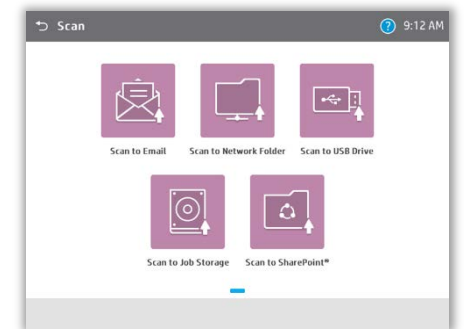 Scan
? 9:12 AM
Scan to Email
Scan to Network Folder
Scan to USB Drive
Scan to Job Storage
Scan to SharePoint®